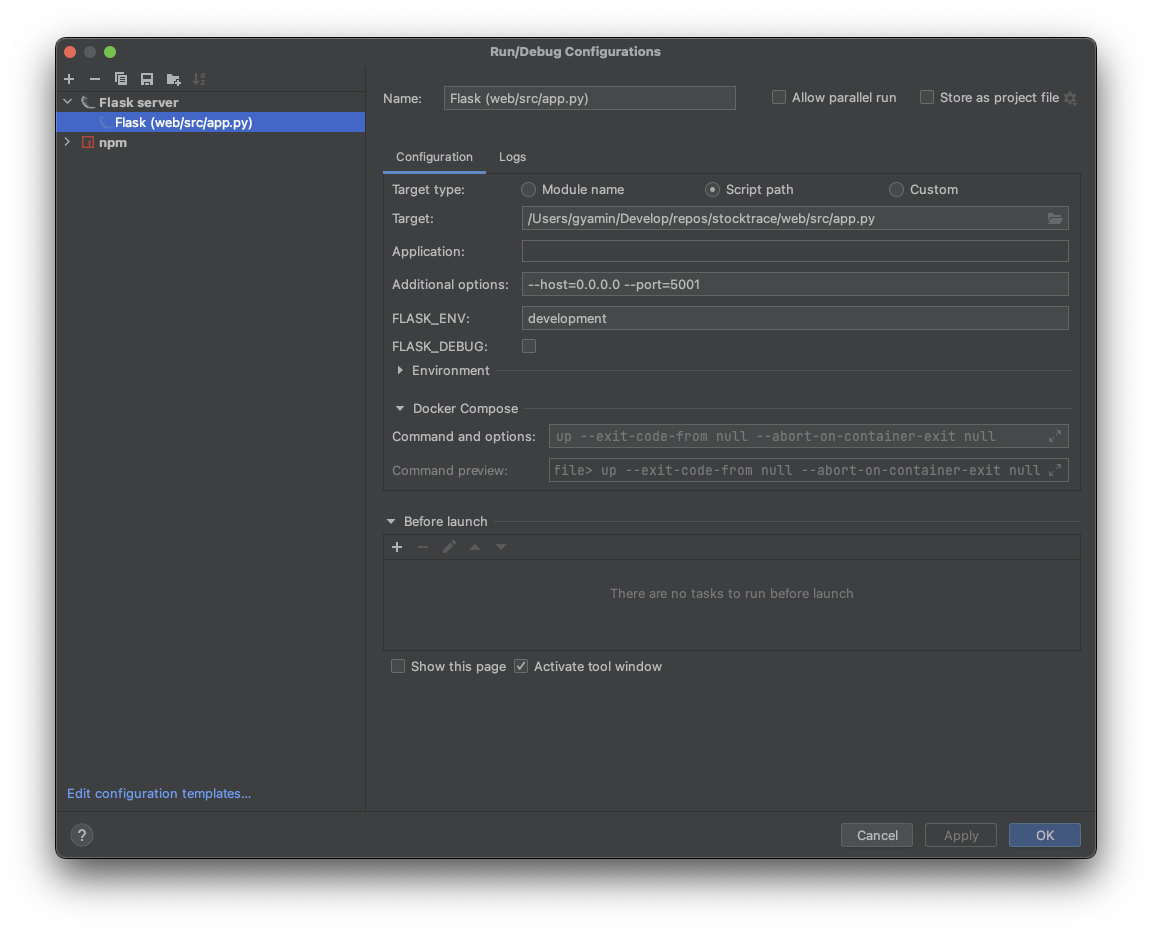 Run/Debug Configurations
Flask server
Flask (web/src/app.py)
npm
Edit configuration templates...
Name: Flask (web/src/app.py) Allow parallel run Store as project file
Configuration Logs
Target type: Module name Script path Custom
Target: /Users/gyamin/Develop/repos/stocktrace/web/src/app.py
Application:
Additional options: --host=0.0.0.0 --port=5001
FLASK_ENV: development
FLASK_DEBUG:
Environment
Docker Compose
Command and options: up --exit-code-from null --abort-on-container-exit null
Command preview: file> up --exit-code-from null --abort-on-container-exit null
Before launch
There are no tasks to run before launch
Show this page Activate tool window
? Cancel Apply OK